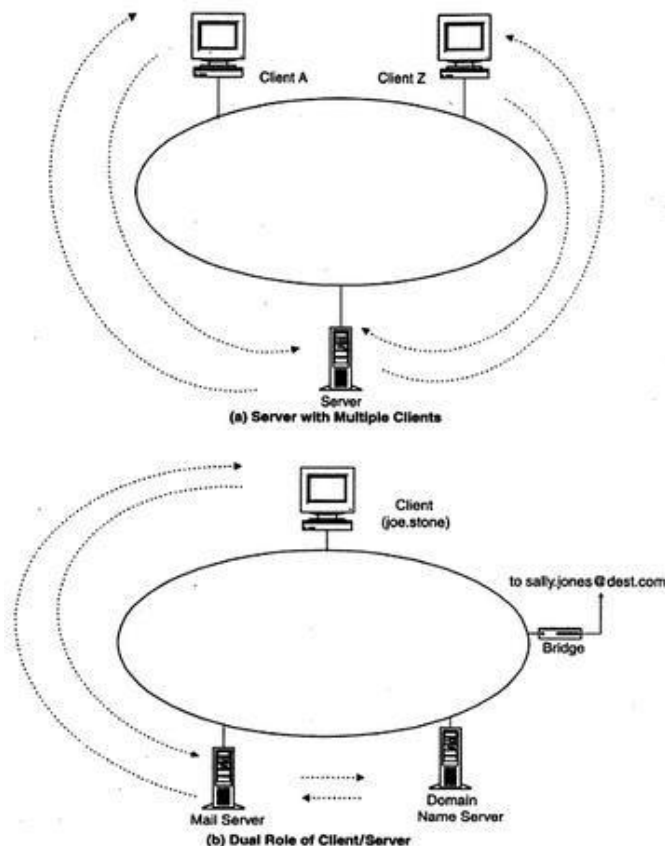 Client A
Client Z
Server
(a) Server with Multiple Clients
Client
(joe.stone)
to sally.jones@dest.com
Bridge
Mail Server
Domain
Name Server
(b) Dual Role of Client/Server